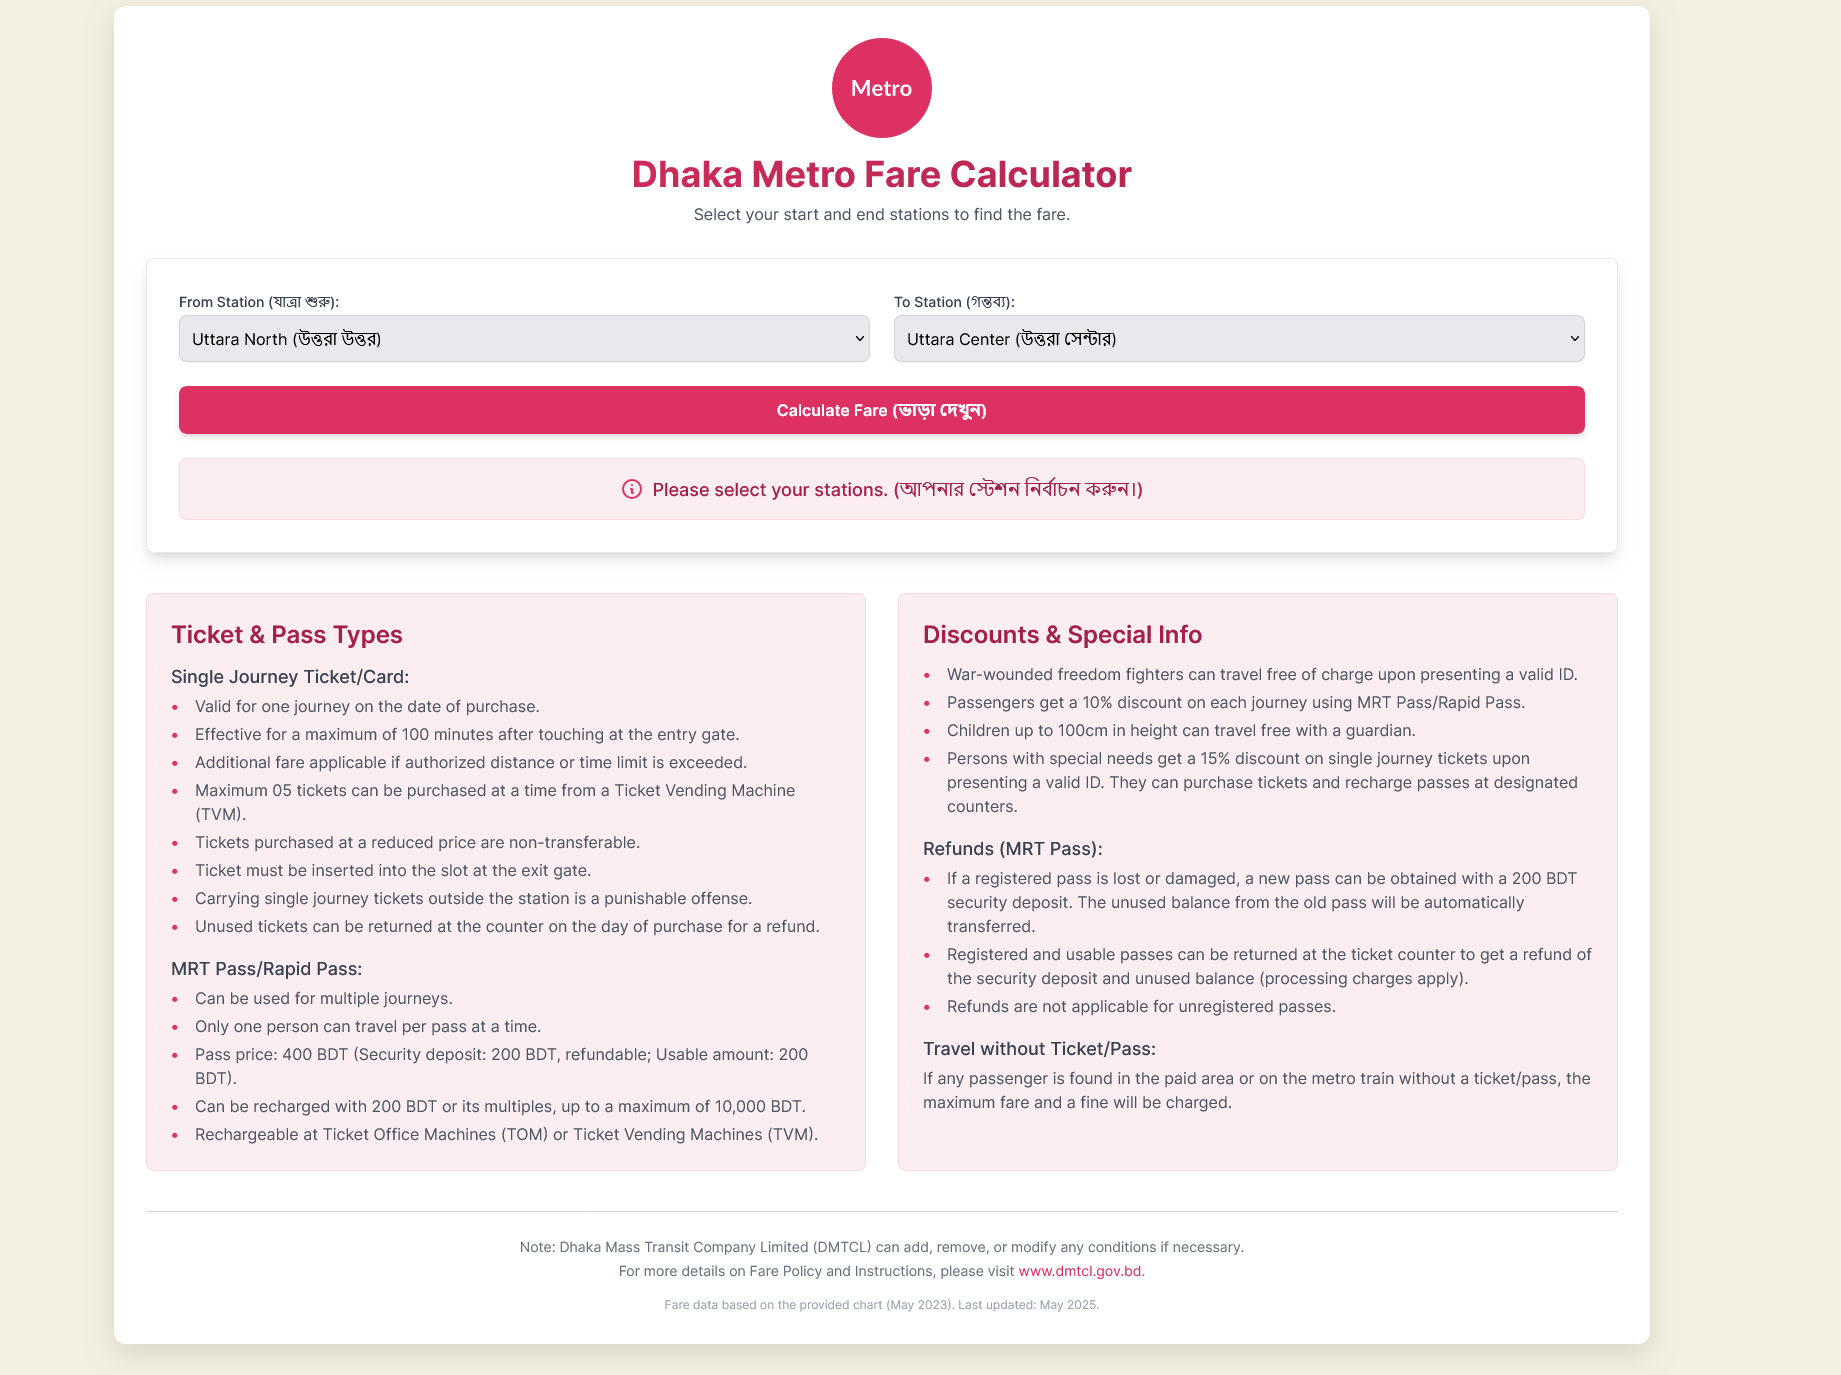 Metro
Dhaka Metro Fare Calculator
Select your start and end stations to find the fare.
From Station (যাত্রা শুরু):
Uttara North (উত্তরা উত্তর)
To Station (গন্তব্য):
Uttara Center (উত্তরা সেন্টার)
Calculate Fare (ভাড়া দেখুন)
Please select your stations. (আপনার স্টেশন নির্বাচন করুন।)
Ticket & Pass Types
Single Journey Ticket/Card:
• Valid for one journey on the date of purchase.
• Effective for a maximum of 100 minutes after touching at the entry gate.
• Additional fare applicable if authorized distance or time limit is exceeded.
• Maximum 05 tickets can be purchased at a time from a Ticket Vending Machine
(TVM).
• Tickets purchased at a reduced price are non-transferable.
• Ticket must be inserted into the slot at the exit gate.
• Carrying single journey tickets outside the station is a punishable offense.
• Unused tickets can be returned at the counter on the day of purchase for a refund.
MRT Pass/Rapid Pass:
• Can be used for multiple journeys.
• Only one person can travel per pass at a time.
• Pass price: 400 BDT (Security deposit: 200 BDT, refundable; Usable amount: 200
BDT).
• Can be recharged with 200 BDT or its multiples, up to a maximum of 10,000 BDT.
• Rechargeable at Ticket Office Machines (TOM) or Ticket Vending Machines (TVM).
Discounts & Special Info
• War-wounded freedom fighters can travel free of charge upon presenting a valid ID.
• Passengers get a 10% discount on each journey using MRT Pass/Rapid Pass.
• Children up to 100cm in height can travel free with a guardian.
• Persons with special needs get a 15% discount on single journey tickets upon
presenting a valid ID. They can purchase tickets and recharge passes at designated
counters.
Refunds (MRT Pass):
• If a registered pass is lost or damaged, a new pass can be obtained with a 200 BDT
security deposit. The unused balance from the old pass will be automatically
transferred.
• Registered and usable passes can be returned at the ticket counter to get a refund of
the security deposit and unused balance (processing charges apply).
• Refunds are not applicable for unregistered passes.
Travel without Ticket/Pass:
If any passenger is found in the paid area or on the metro train without a ticket/pass, the
maximum fare and a fine will be charged.
Note: Dhaka Mass Transit Company Limited (DMTCL) can add, remove, or modify any conditions if necessary.
For more details on Fare Policy and Instructions, please visit www.dmtcl.gov.bd.
Fare data based on the provided chart (May 2023). Last updated: May 2025.